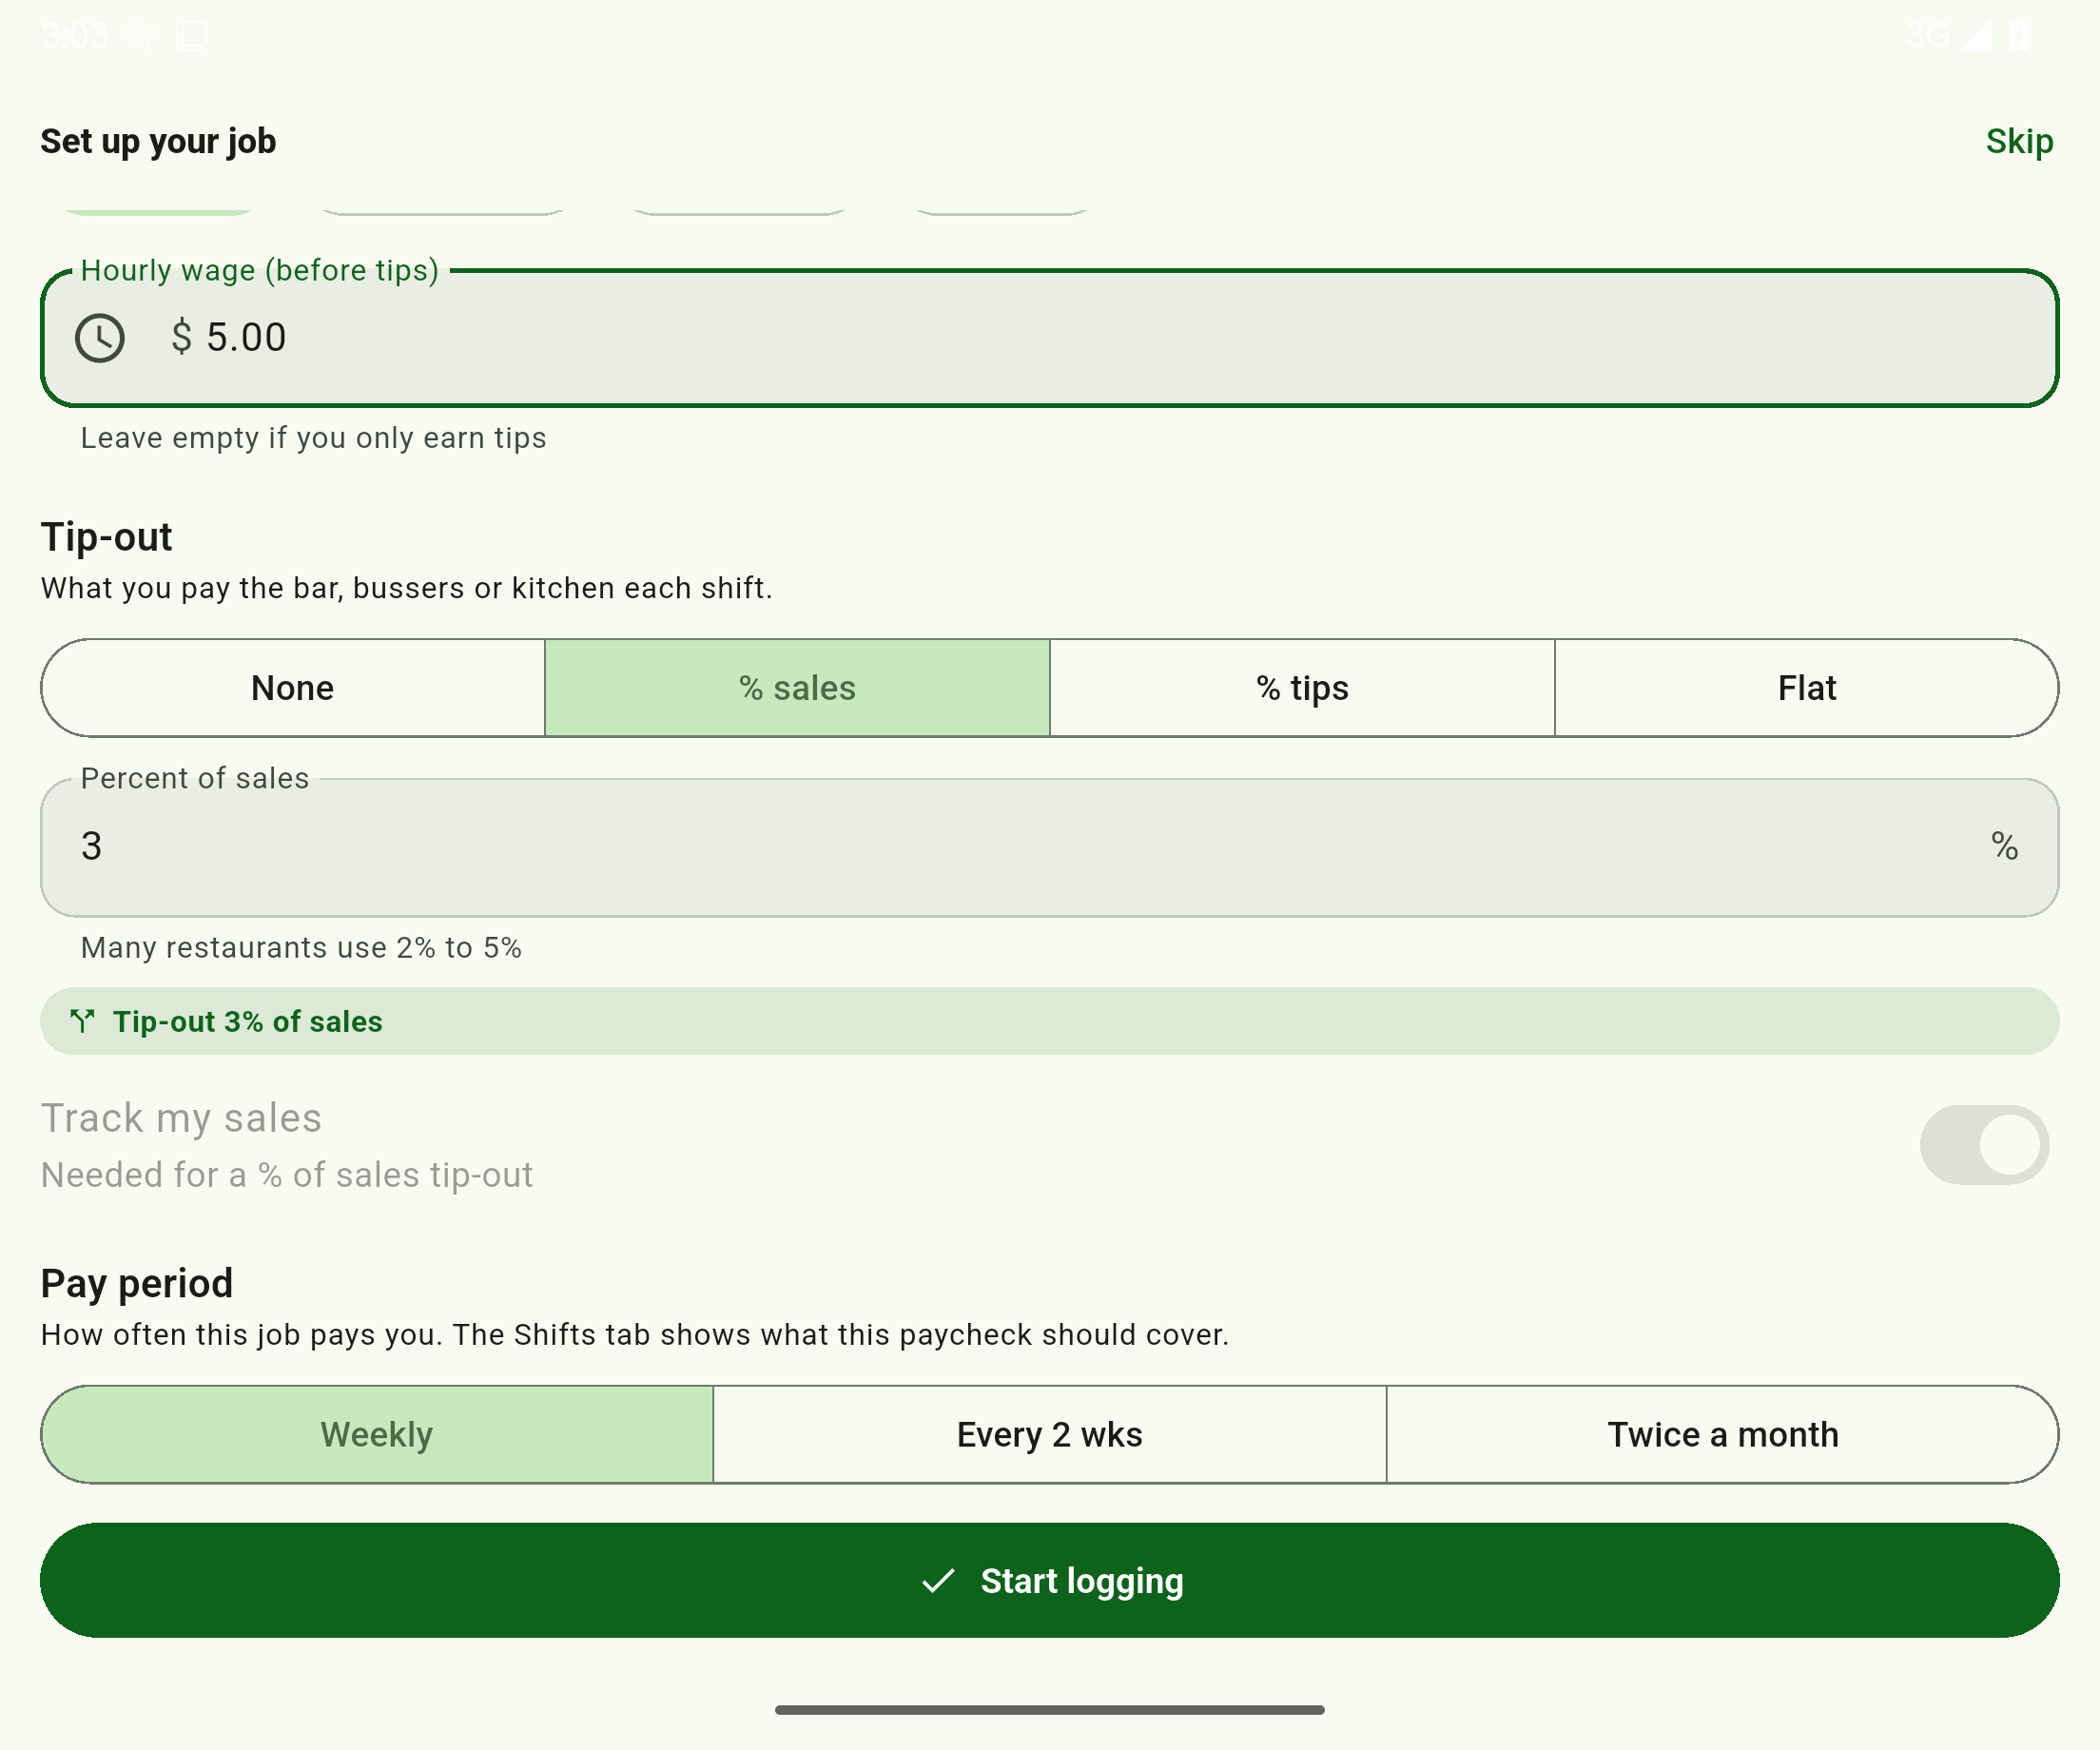 3:03
3G
Set up your job
Skip
Hourly wage (before tips)
$ 5.00
Leave empty if you only earn tips
Tip-out
What you pay the bar, bussers or kitchen each shift.
None
% sales
% tips
Flat
Percent of sales
3 %
Many restaurants use 2% to 5%
Tip-out 3% of sales
Track my sales
Needed for a % of sales tip-out
Pay period
How often this job pays you. The Shifts tab shows what this paycheck should cover.
Weekly
Every 2 wks
Twice a month
Start logging